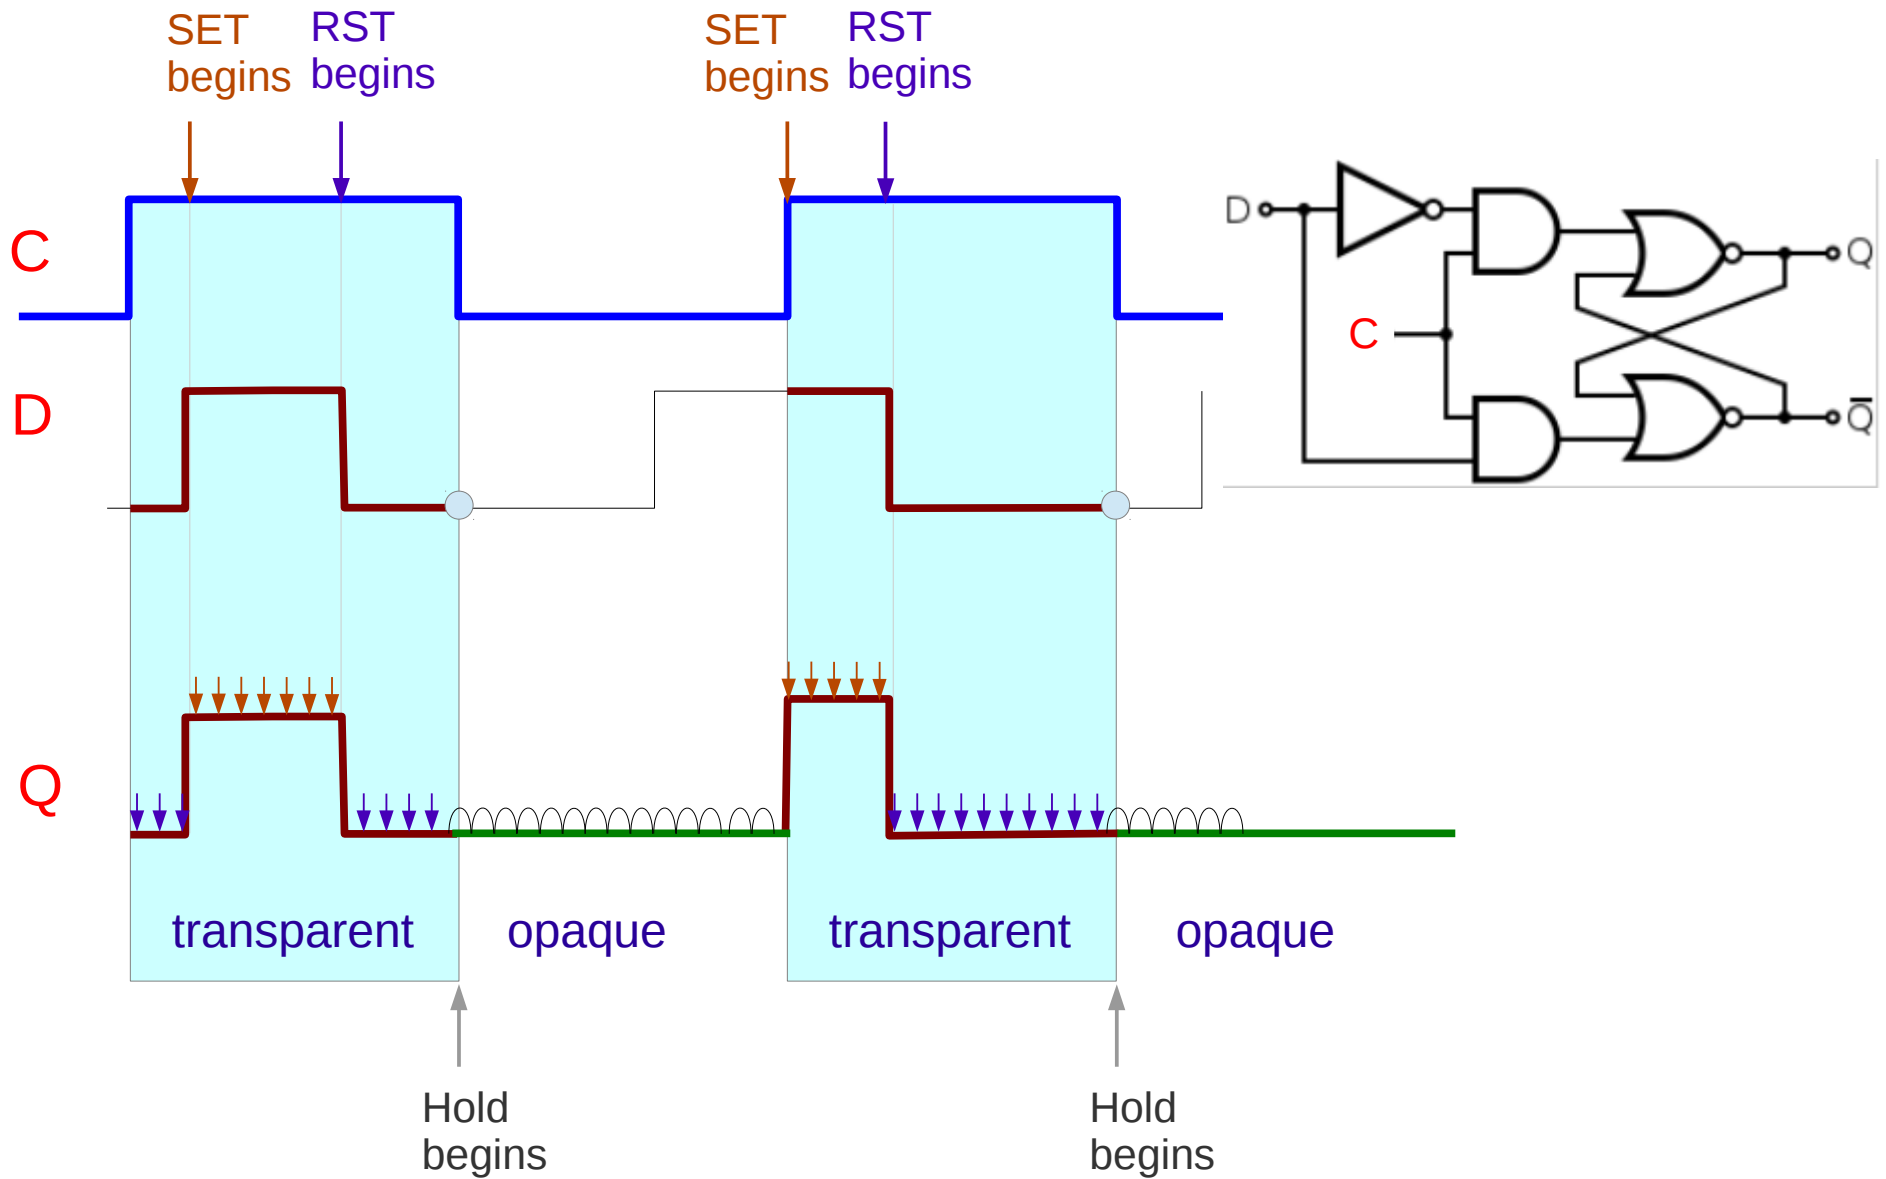 SET
begins
RST
begins
SET
begins
RST
begins
C
D
Q
C
Q
Q̅
D
Q
transparent
opaque
transparent
opaque
Hold
begins
Hold
begins